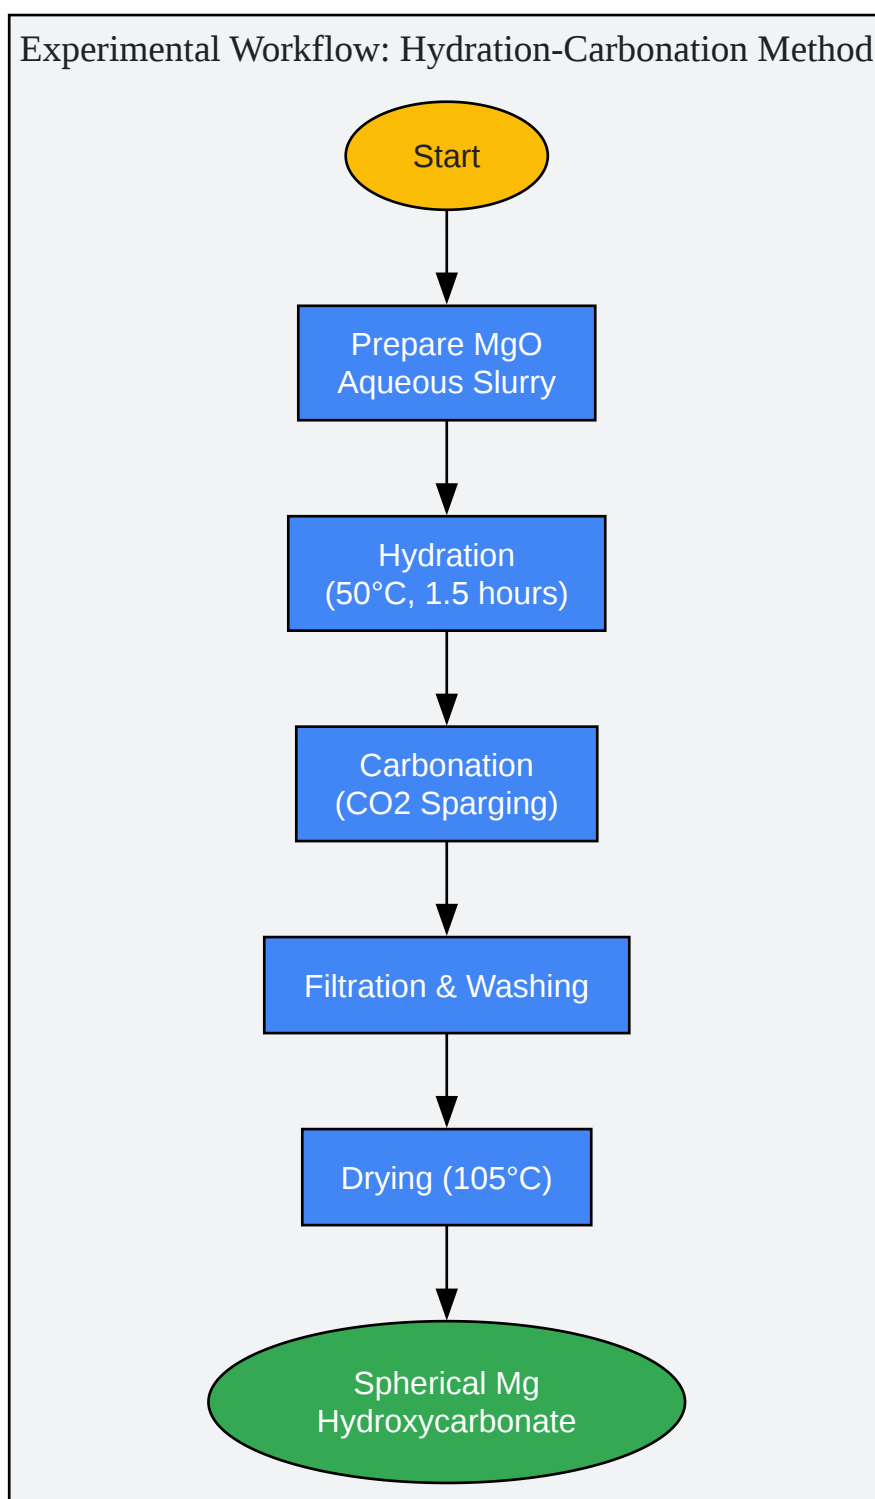 Experimental Workflow: Hydration-Carbonation Method
Start
Prepare MgO
Aqueous Slurry
Hydration
(50°C, 1.5 hours)
Carbonation
(CO2 Sparging)
Filtration & Washing
Drying (105°C)
Spherical Mg
Hydroxycarbonate